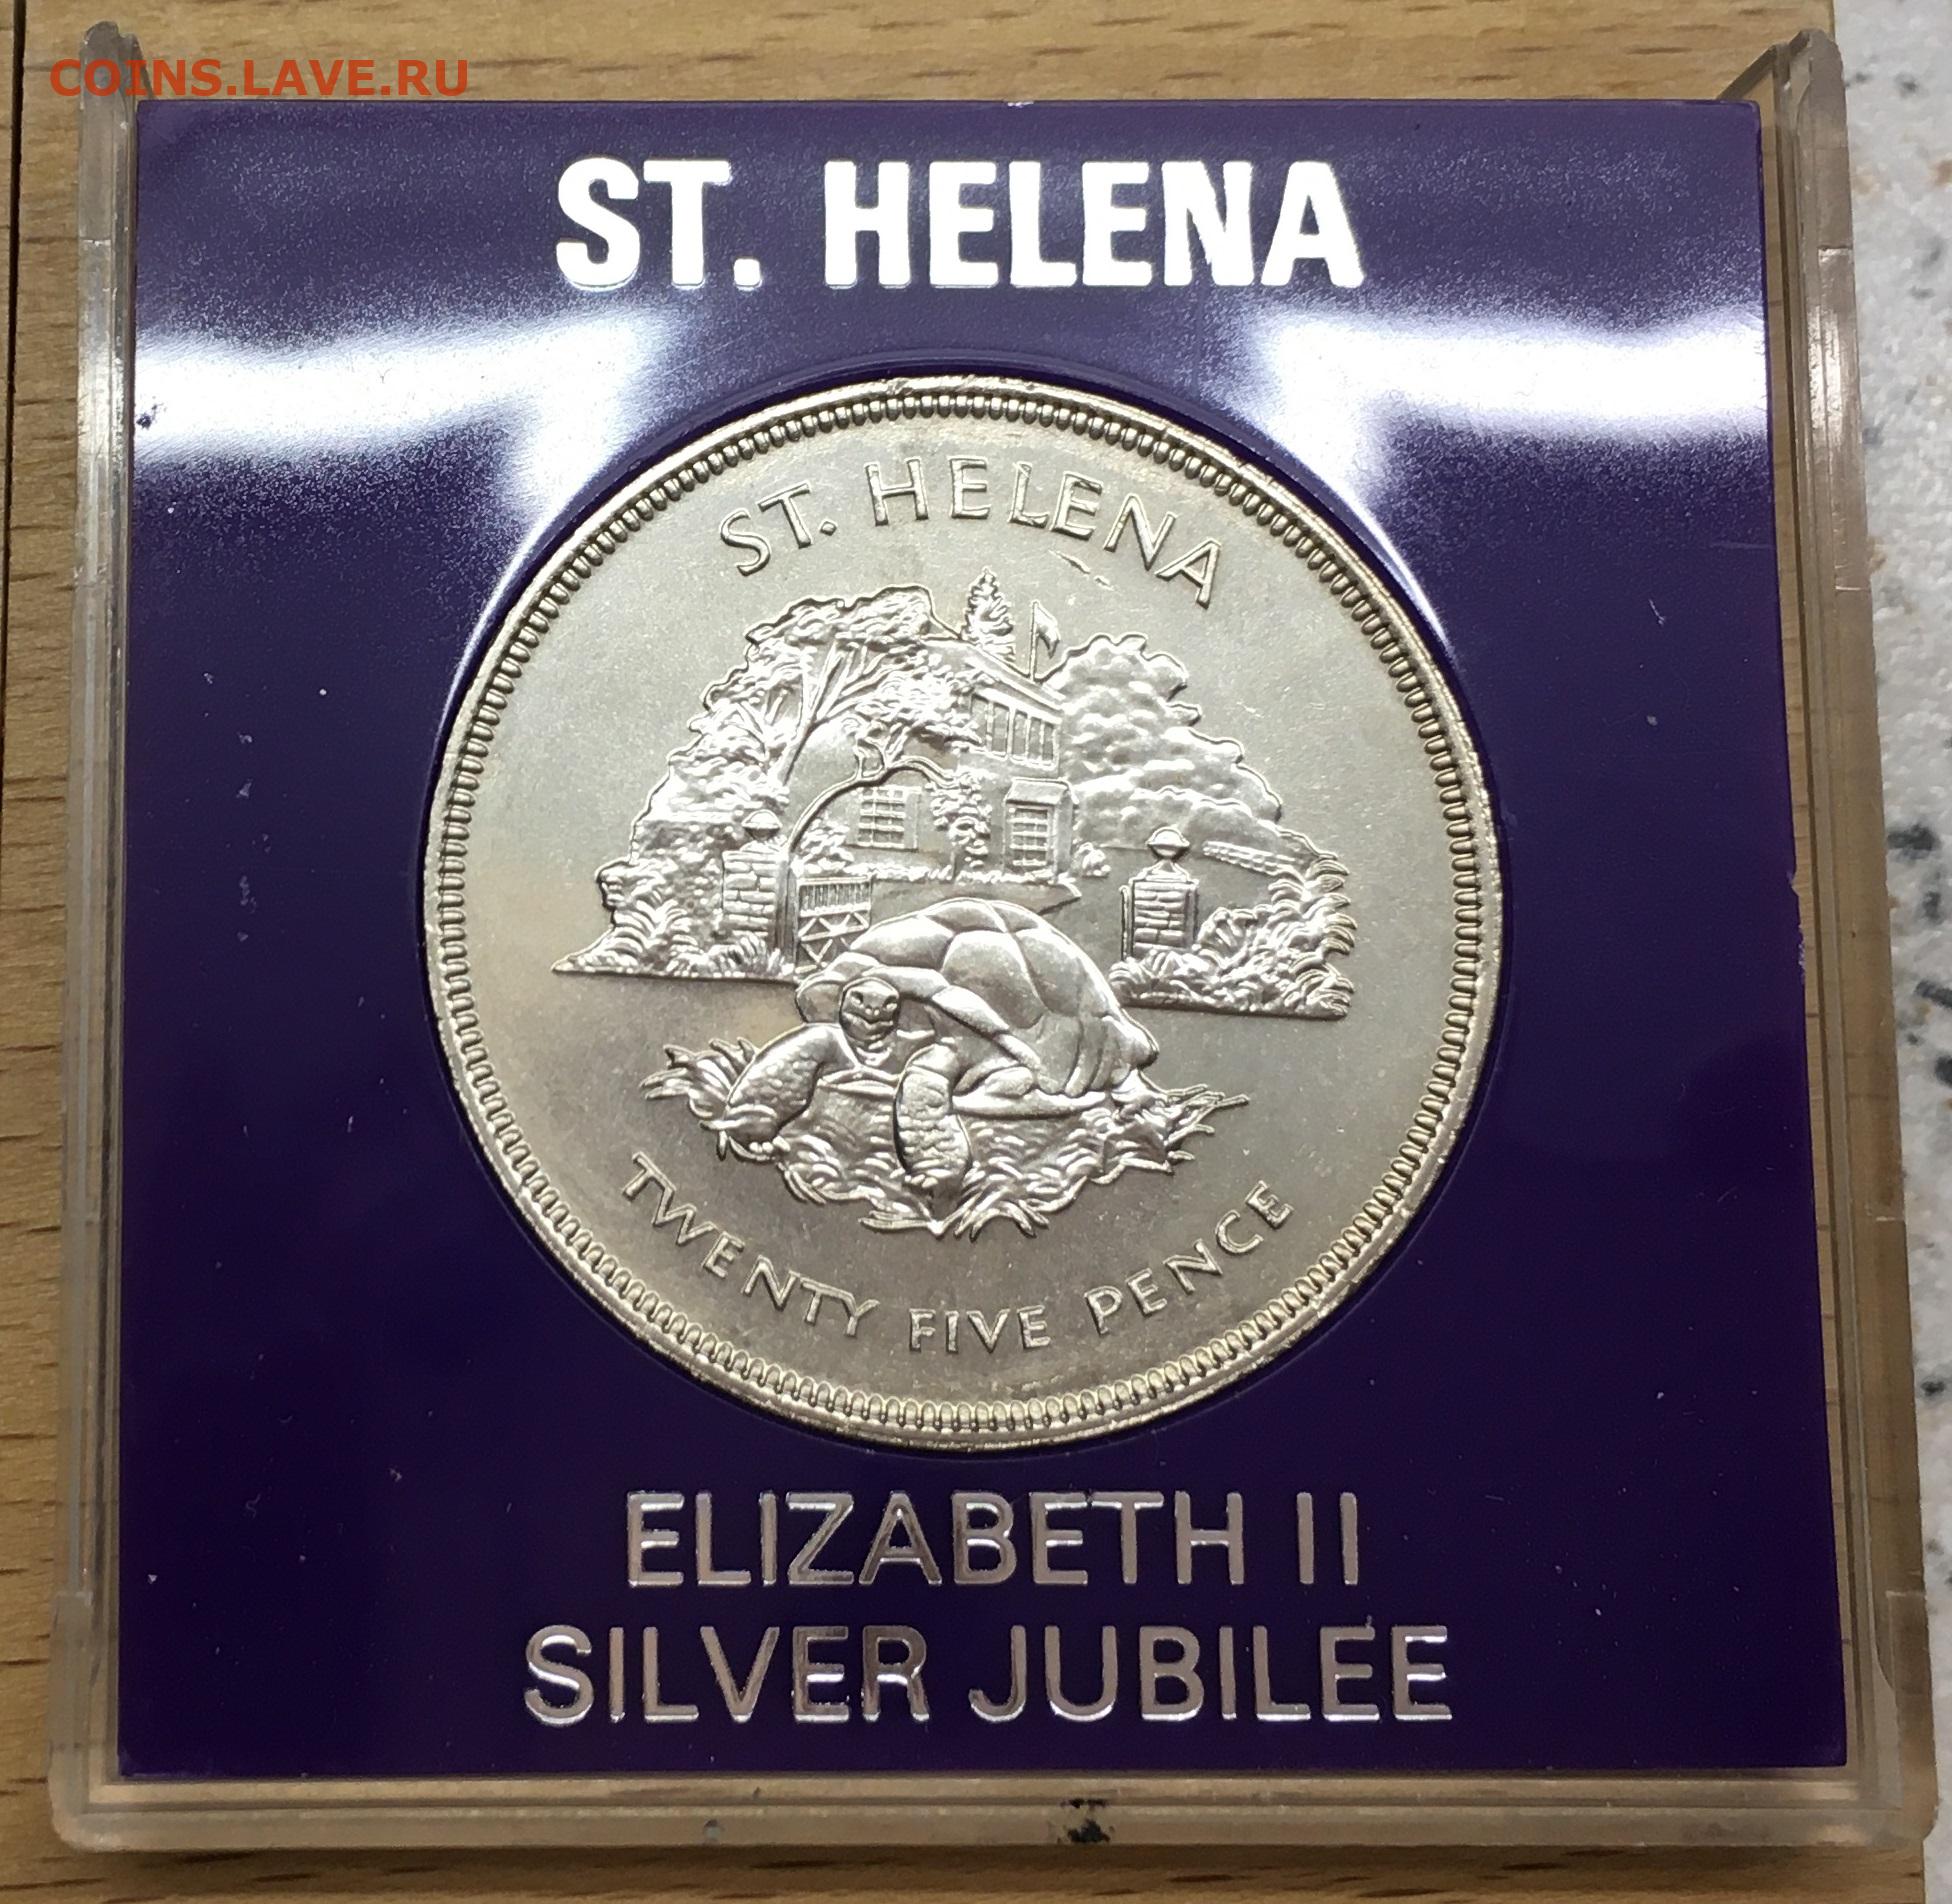 COINS.LAVE.RU
ST. HELENA
ST. HELENA
TWENTY FIVE PENCE
ELIZABETH II
SILVER JUBILEE